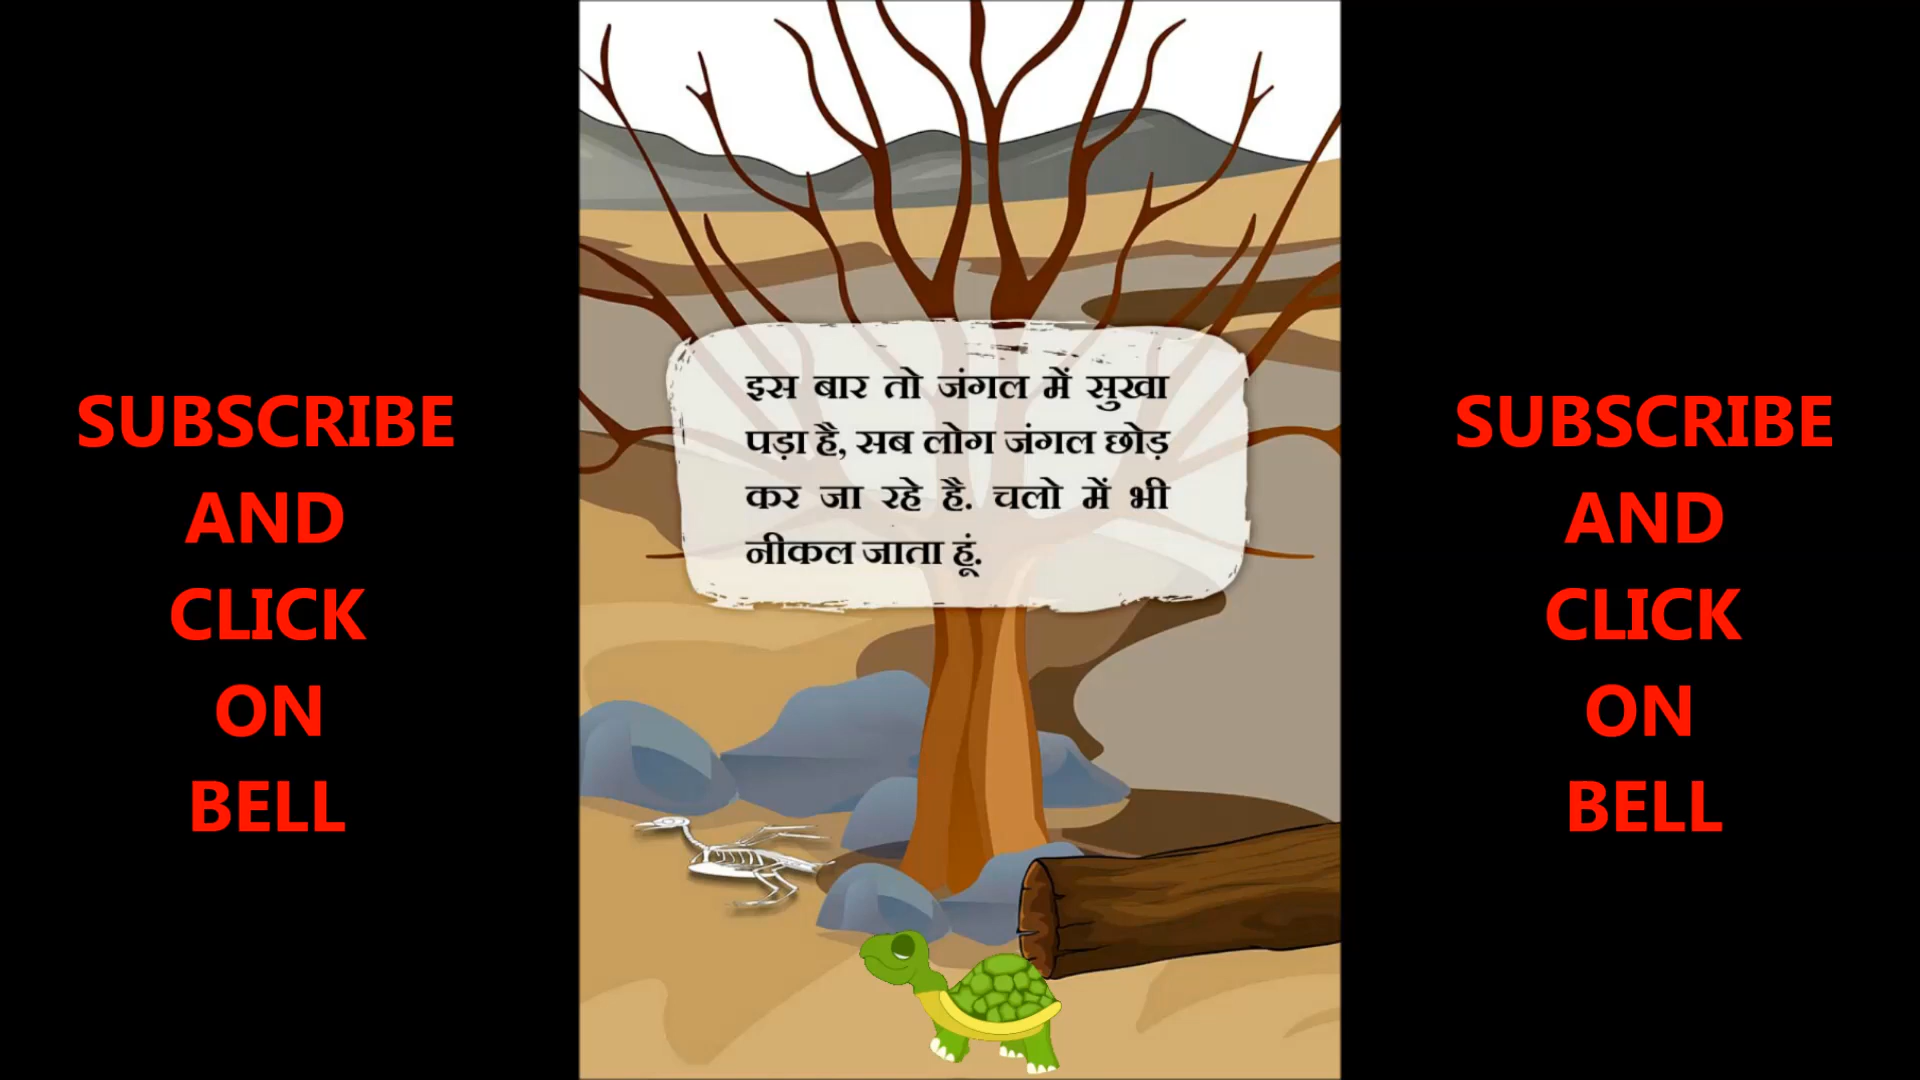 SUBSCRIBE
AND
CLICK
ON
BELL
इस बार तो जंगल में सुखा
पड़ा है, सब लोग जंगल छोड़
कर जा रहे है. चलो में भी
नीकल जाता हूं.
SUBSCRIBE
AND
CLICK
ON
BELL